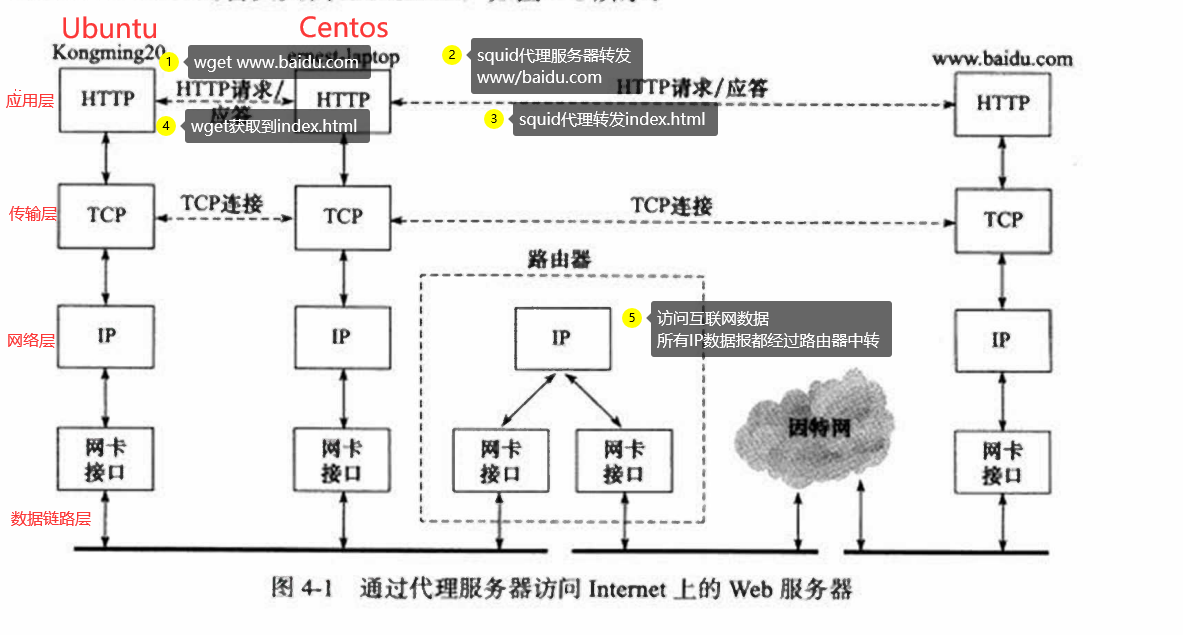 Ubuntu
Centos
Kongming20
-laptop
www.baidu.com
1
wget www.baidu.com
2
squid代理服务器转发
www/baidu.com
应用层
HTTP
HTTP请求/
应答
HTTP
HTTP请求/应答
HTTP
4
wget获取到index.html
3
squid代理转发index.html
传输层
TCP
TCP连接
TCP
TCP连接
TCP
路由器
网络层
IP
IP
IP
5
访问互联网数据
所有IP数据报都经过路由器中转
IP
因特网
网卡
接口
网卡
接口
网卡
接口
网卡
接口
网卡
接口
数据链路层
图 4-1 通过代理服务器访问 Internet 上的 Web 服务器